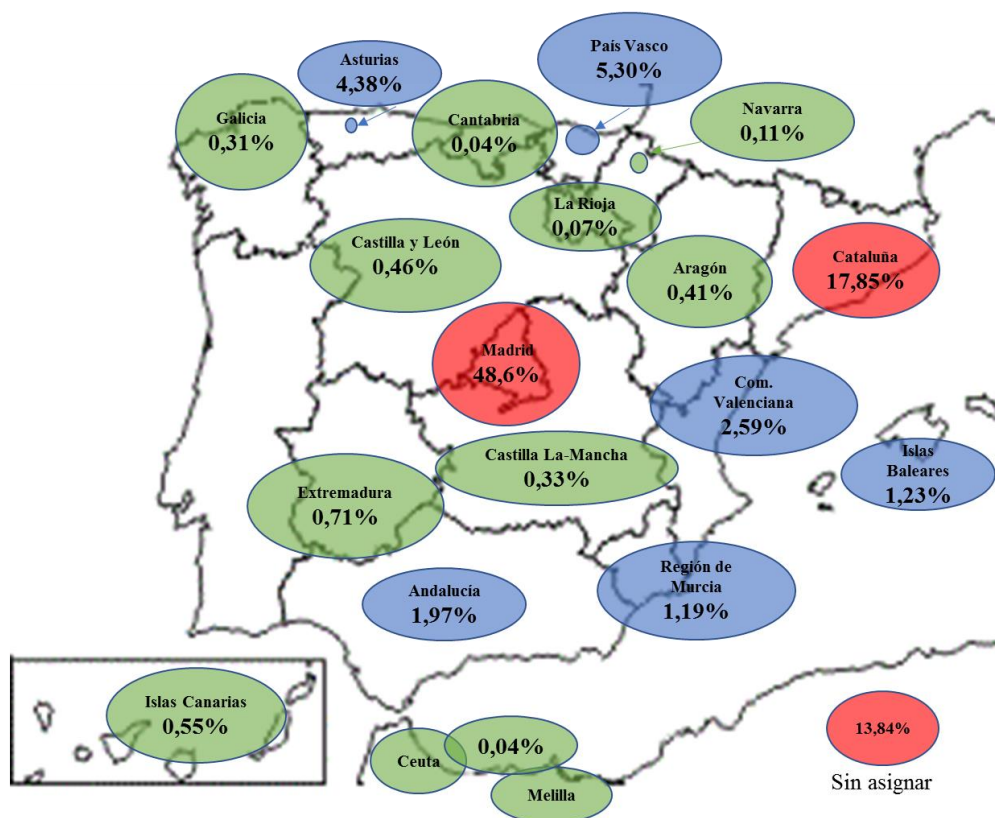 País Vasco
5,30%
Asturias
4,38%
Navarra
0,11%
Galicia
0,31%
Cantabria
0,04%
La Rioja
0,07%
Castilla y León
0,46%
Aragón
0,41%
Cataluña
17,85%
Madrid
48,6%
Com.
Valenciana
2,59%
Islas
Baleares
1,23%
Castilla La-Mancha
0,33%
Extremadura
0,71%
Región de
Murcia
1,19%
Andalucía
1,97%
Islas Canarias
0,55%
Ceuta
0,04%
Melilla
13,84%
Sin asignar